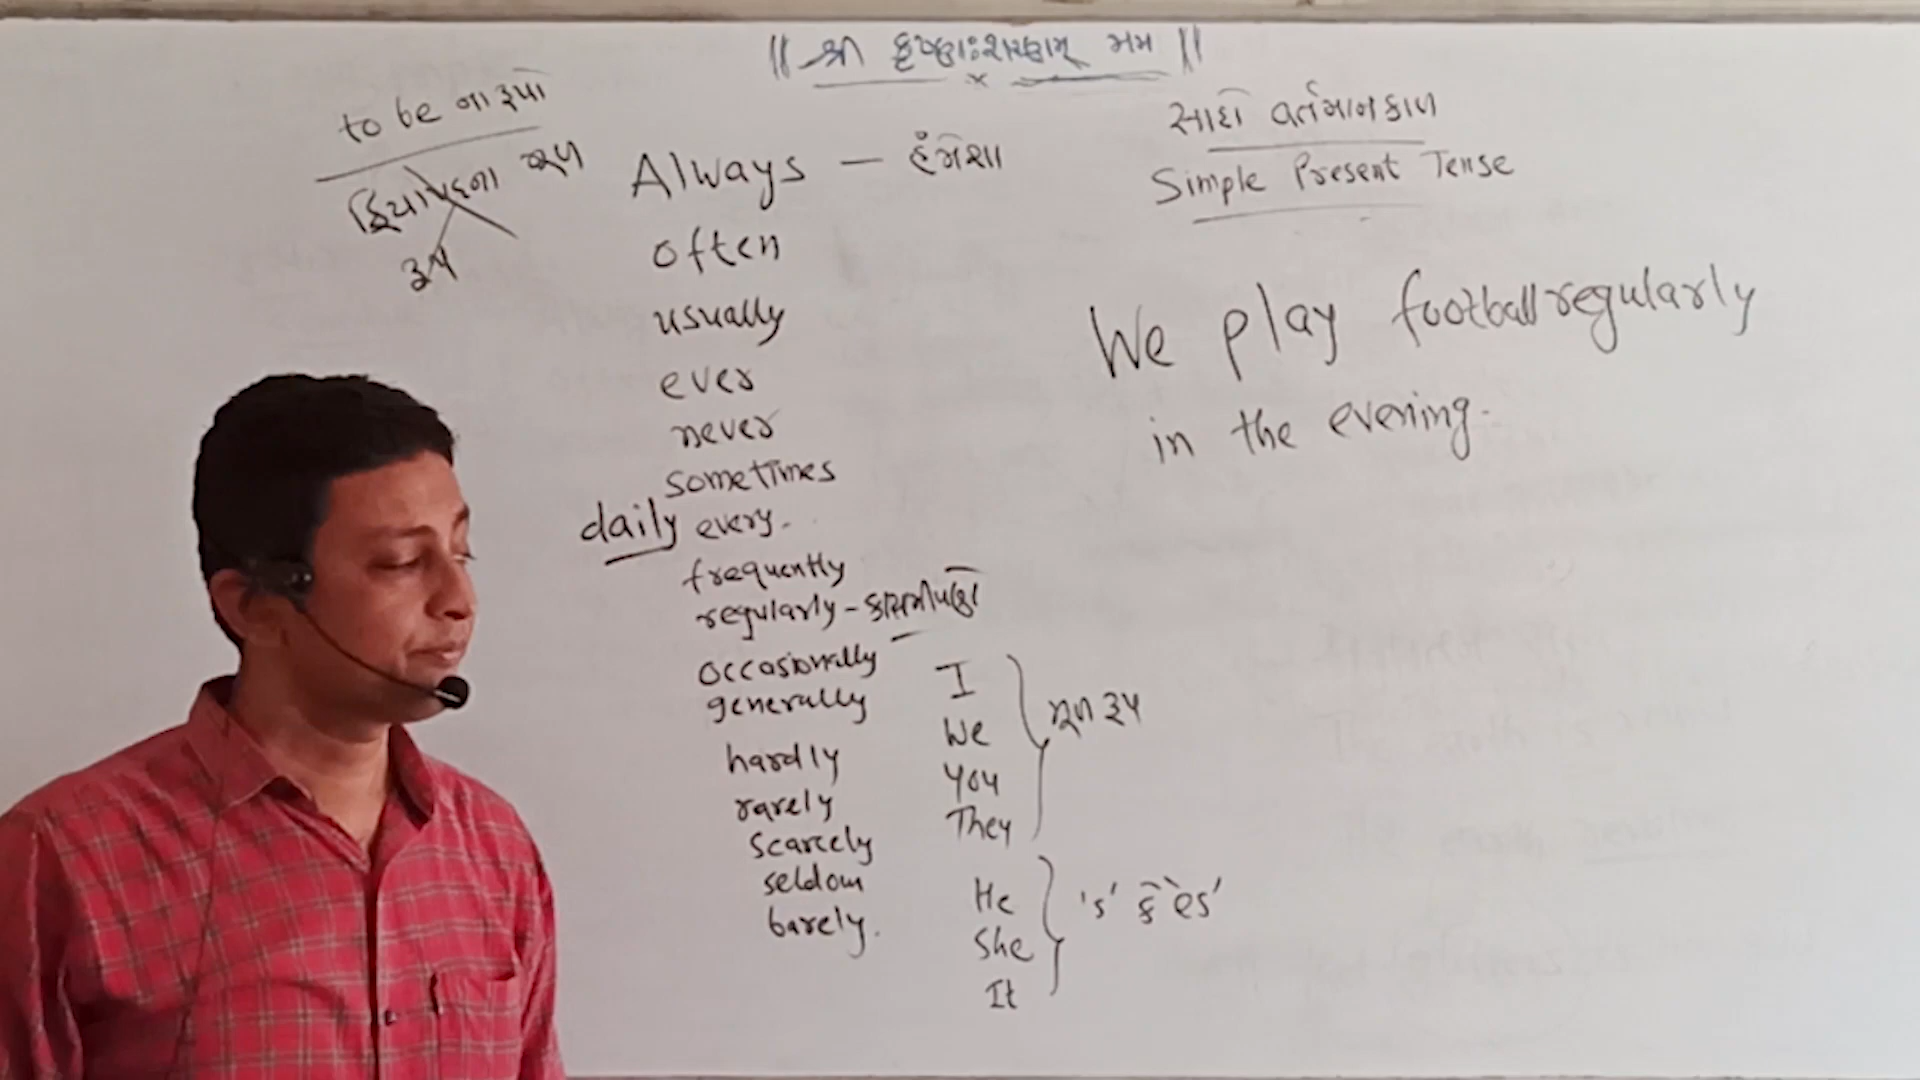 || શ્રી કૃષ્ણઃશરણમ્ મમ ||
to be ના રૂપો
ક્રિયાપદના મૂળ
રૂપ
Always – હંમેશા
often
usually
ever
never
sometimes
daily every.
frequently
regularly –
occasionally
generally
hardly
rarely
scarcely
seldom
barely.
I
We
You
They
મૂળ રૂપ
He
She
It
's' કે 'es'
સાદો વર્તમાનકાળ
Simple Present Tense
We play football regularly
in the evening.